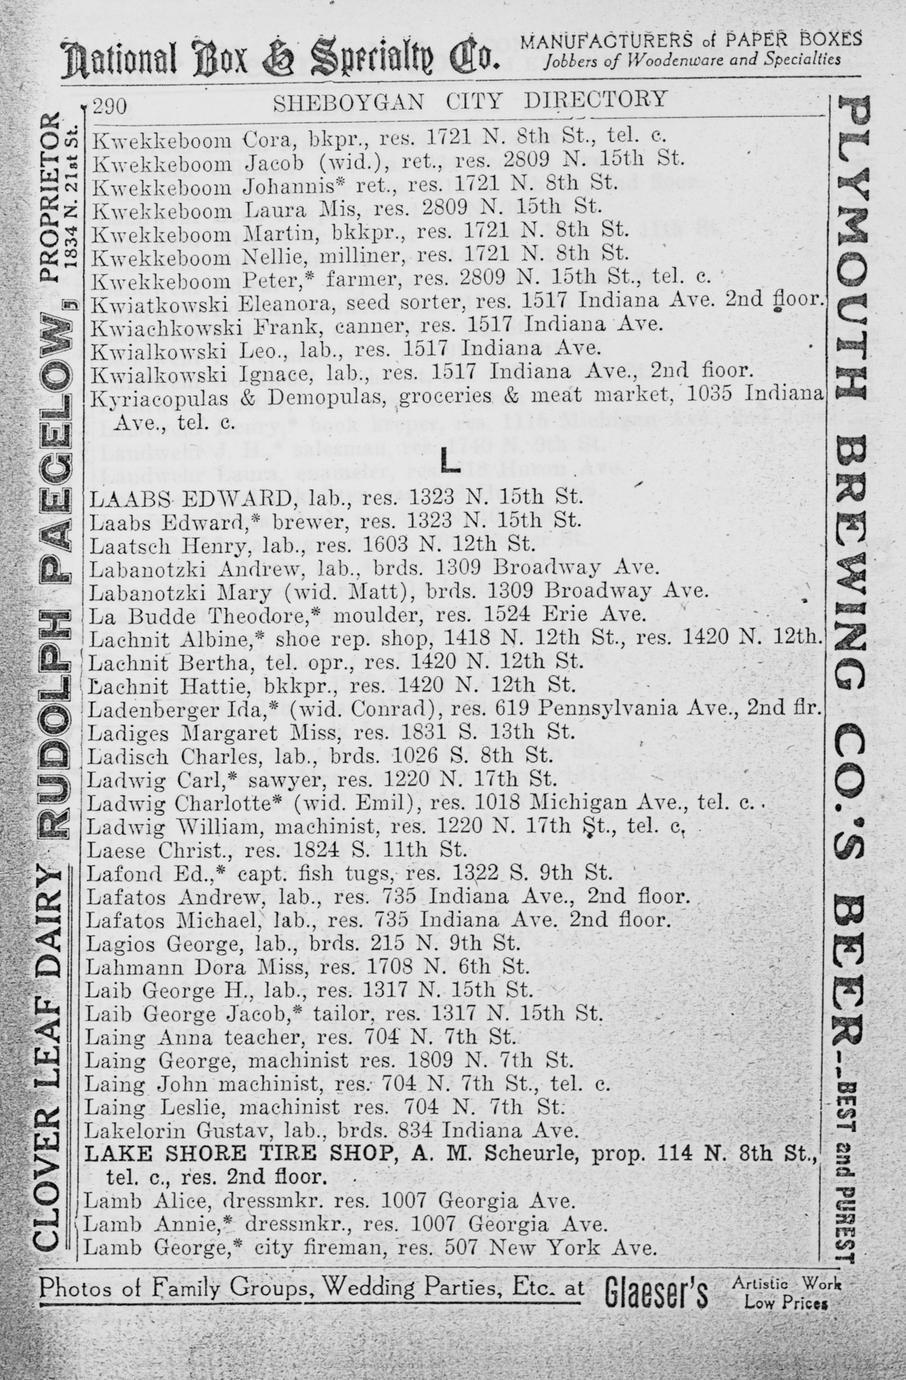 National Box & Specialty Co. MANUFACTURERS of PAPER BOXES
Jobbers of Woodenware and Specialties
290 SHEBOYGAN CITY DIRECTORY
Kwekkeboom Cora, bkpr., res. 1721 N. 8th St., tel. c.
Kwekkeboom Jacob (wid.), ret., res. 2809 N. 15th St.
Kwekkeboom Johannis* ret., res. 1721 N. 8th St.
Kwekkeboom Laura Mis, res. 2809 N. 15th St.
Kwekkeboom Martin, bkkpr., res. 1721 N. 8th St.
Kwekkeboom Nellie, milliner, res. 1721 N. 8th St.
Kwekkeboom Peter,* farmer, res. 2809 N. 15th St., tel. c.
Kwiatkowski Eleanora, seed sorter, res. 1517 Indiana Ave. 2nd floor.
Kwiachkowski Frank, canner, res. 1517 Indiana Ave.
Kwialkowski Leo., lab., res. 1517 Indiana Ave.
Kwialkowski Ignace, lab., res. 1517 Indiana Ave., 2nd floor.
Kyriacopulas & Demopulas, groceries & meat market, 1035 Indiana
Ave., tel. c.
L
LAABS EDWARD, lab., res. 1323 N. 15th St.
Laabs Edward,* brewer, res. 1323 N. 15th St.
Laatsch Henry, lab., res. 1603 N. 12th St.
Labanotzki Andrew, lab., brds. 1309 Broadway Ave.
Labanotzki Mary (wid. Matt), brds. 1309 Broadway Ave.
La Budde Theodore,* moulder, res. 1524 Erie Ave.
Lachnit Albine,* shoe rep. shop, 1418 N. 12th St., res. 1420 N. 12th.
Lachnit Bertha, tel. opr., res. 1420 N. 12th St.
Lachnit Hattie, bkkpr., res. 1420 N. 12th St.
Ladenberger Ida,* (wid. Conrad), res. 619 Pennsylvania Ave., 2nd flr.
Ladiges Margaret Miss, res. 1831 S. 13th St.
Ladisch Charles, lab., brds. 1026 S. 8th St.
Ladwig Carl,* sawyer, res. 1220 N. 17th St.
Ladwig Charlotte* (wid. Emil), res. 1018 Michigan Ave., tel. c.
Ladwig William, machinist, res. 1220 N. 17th St., tel. c.
Laese Christ., res. 1824 S. 11th St.
Lafond Ed.,* capt. fish tugs, res. 1322 S. 9th St.
Lafatos Andrew, lab., res. 735 Indiana Ave., 2nd floor.
Lafatos Michael, lab., res. 735 Indiana Ave. 2nd floor.
Lagios George, lab., brds. 215 N. 9th St.
Lahmann Dora Miss, res. 1708 N. 6th St.
Laib George H., lab., res. 1317 N. 15th St.
Laib George Jacob,* tailor, res. 1317 N. 15th St.
Laing Anna teacher, res. 704 N. 7th St.
Laing George, machinist res. 1809 N. 7th St.
Laing John machinist, res. 704 N. 7th St., tel. c.
Laing Leslie, machinist res. 704 N. 7th St.
Lakelorin Gustav, lab., brds. 834 Indiana Ave.
LAKE SHORE TIRE SHOP, A. M. Scheurle, prop. 114 N. 8th St.,
tel. c., res. 2nd floor.
Lamb Alice, dressmkr. res. 1007 Georgia Ave.
Lamb Annie,* dressmkr., res. 1007 Georgia Ave.
Lamb George,* city fireman, res. 507 New York Ave.
CLOVER LEAF DAIRY RUDOLPH PAEGELOW, PROPRIETOR
1834 N. 21st St.
PLYMOUTH BREWING CO.'S BEER--BEST and PUREST
Photos of Family Groups, Wedding Parties, Etc. at Glaeser's Artistic Work
Low Prices